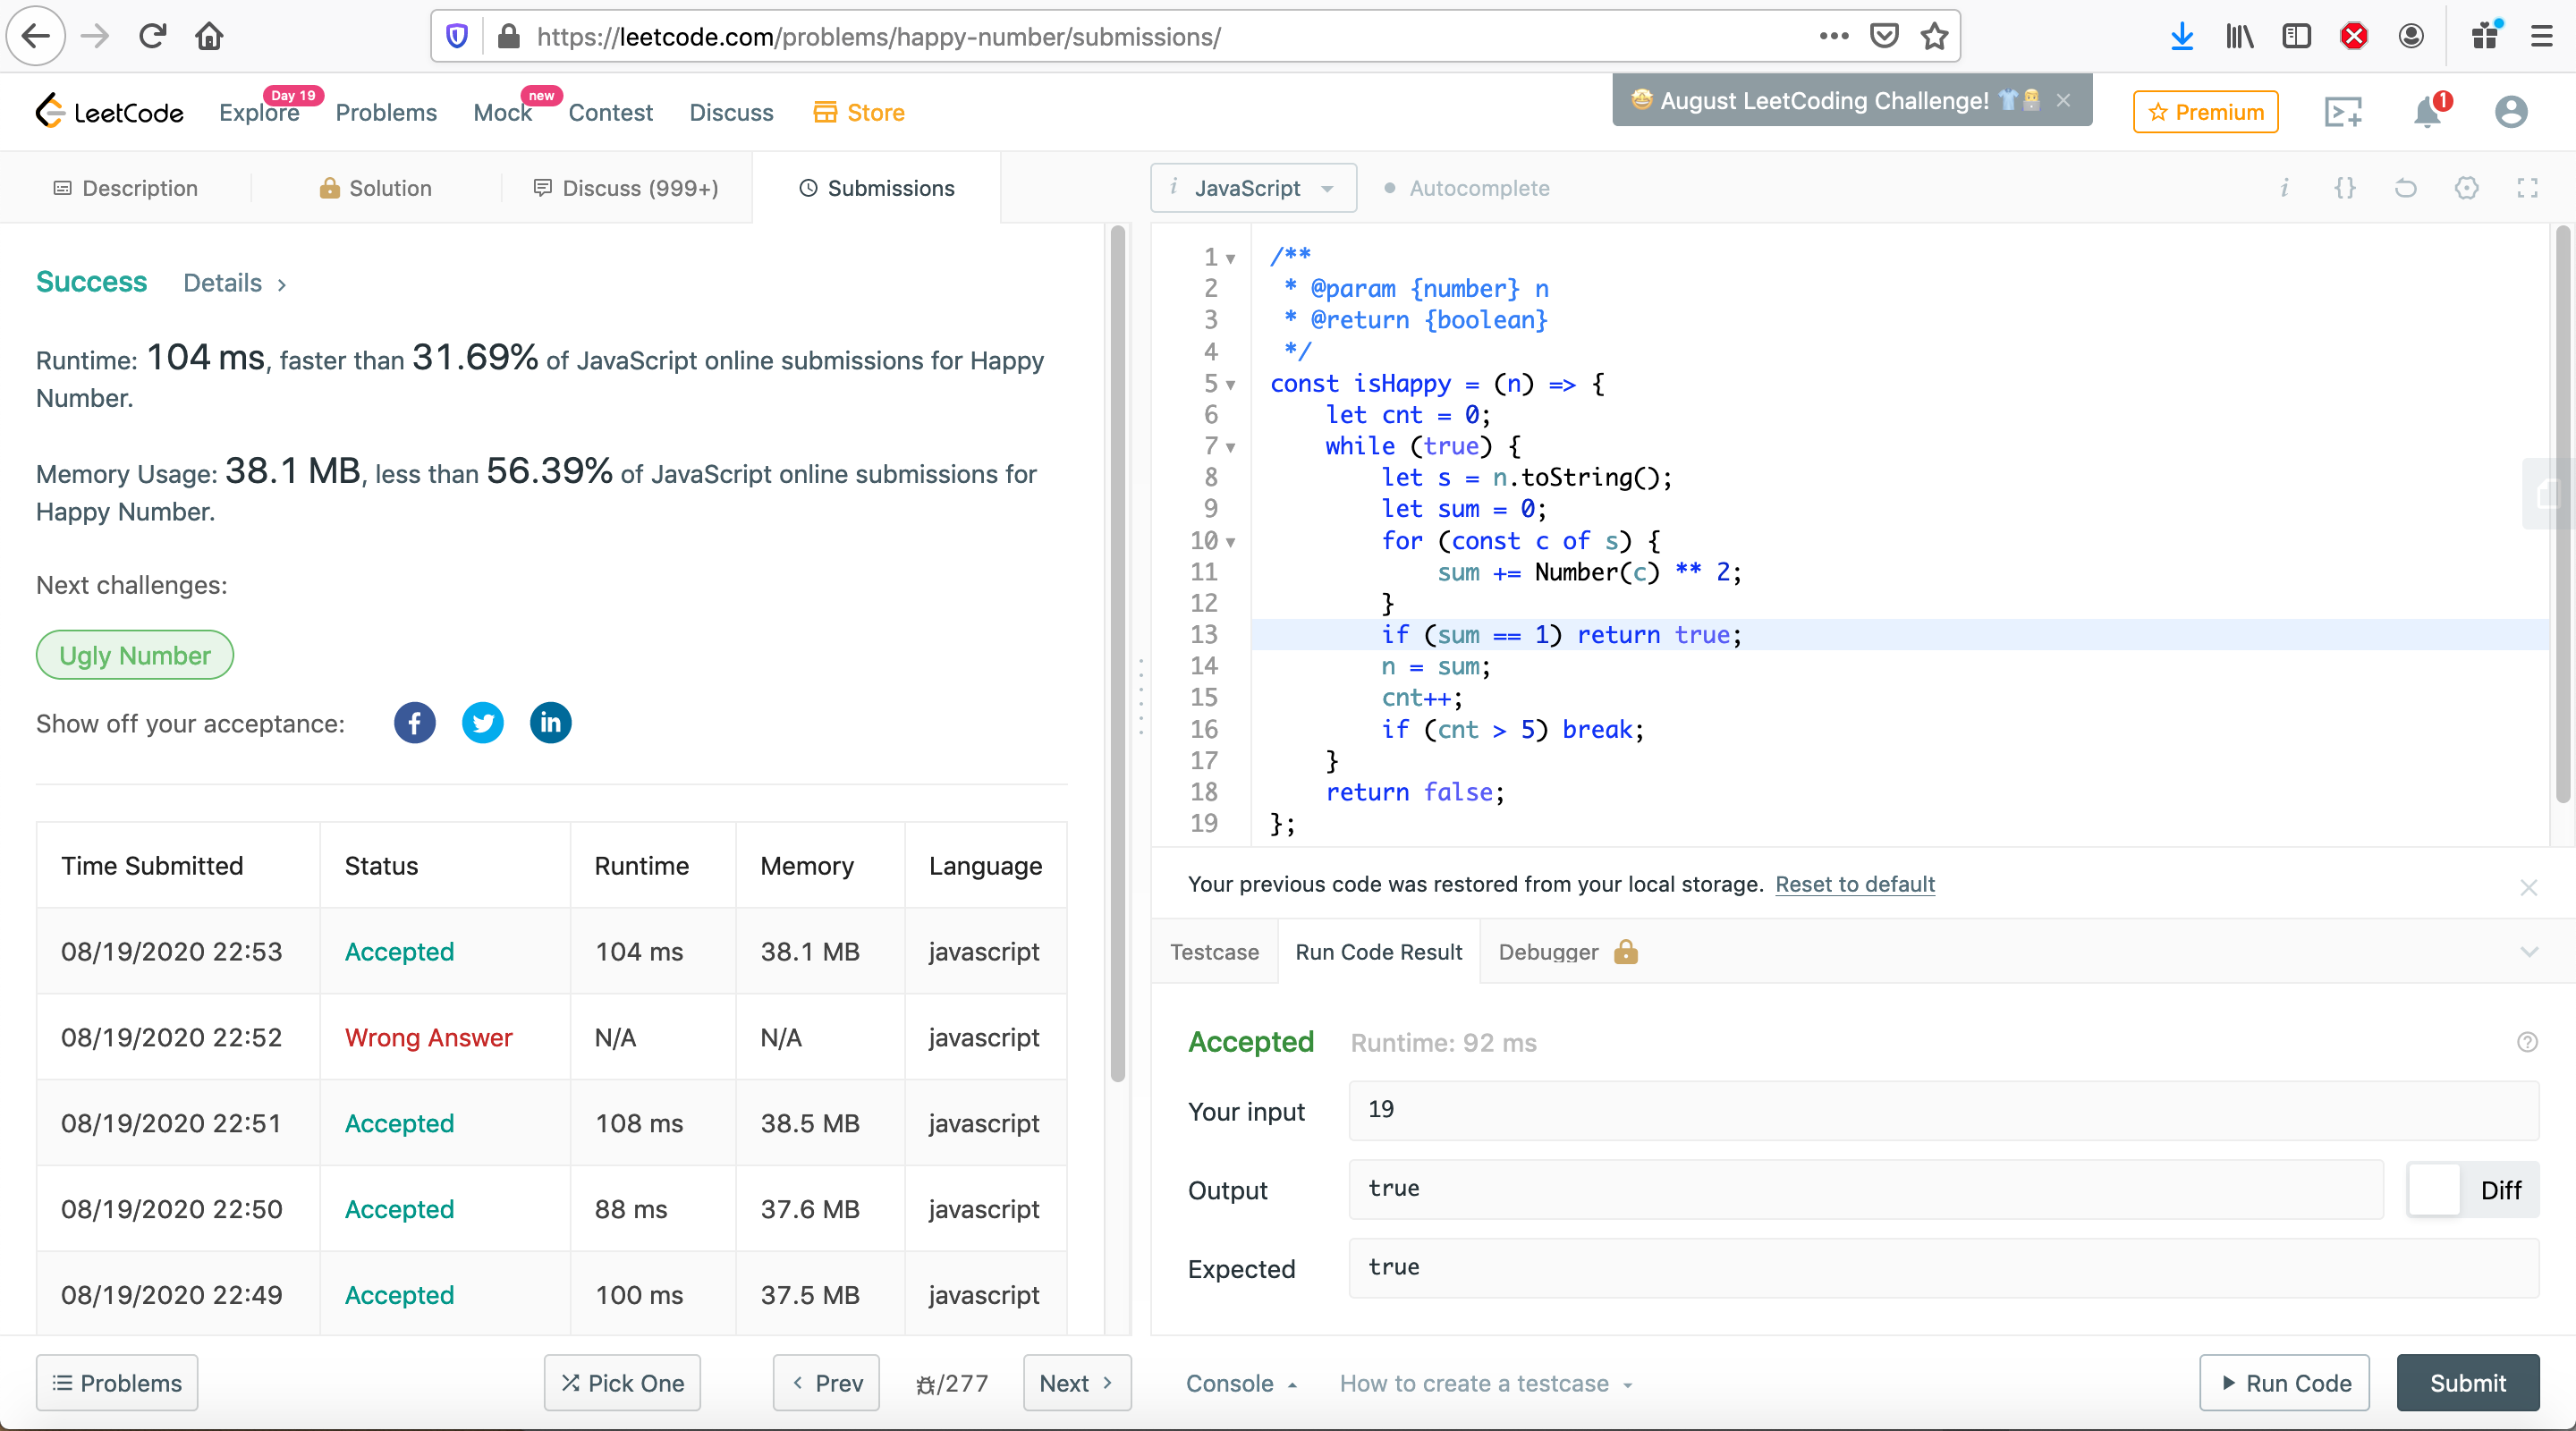 https://leetcode.com/problems/happy-number/submissions/
LeetCode
Explore
Day 19
Problems
Mock
new
Contest
Discuss
Store
🤩 August LeetCoding Challenge! 👕👩‍💻 ×
Premium
1
Description
Solution
Discuss (999+)
Submissions
i JavaScript
Autocomplete
i {}
Success Details >
Runtime: 104 ms, faster than 31.69% of JavaScript online submissions for Happy
Number.
Memory Usage: 38.1 MB, less than 56.39% of JavaScript online submissions for
Happy Number.
Next challenges:
Ugly Number
Show off your acceptance:
Time Submitted Status Runtime Memory Language
08/19/2020 22:53 Accepted 104 ms 38.1 MB javascript
08/19/2020 22:52 Wrong Answer N/A N/A javascript
08/19/2020 22:51 Accepted 108 ms 38.5 MB javascript
08/19/2020 22:50 Accepted 88 ms 37.6 MB javascript
08/19/2020 22:49 Accepted 100 ms 37.5 MB javascript
1 /**
2  * @param {number} n
3  * @return {boolean}
4  */
5 const isHappy = (n) => {
6     let cnt = 0;
7     while (true) {
8         let s = n.toString();
9         let sum = 0;
10         for (const c of s) {
11             sum += Number(c) ** 2;
12         }
13         if (sum == 1) return true;
14         n = sum;
15         cnt++;
16         if (cnt > 5) break;
17     }
18     return false;
19 };
Your previous code was restored from your local storage. Reset to default
Testcase Run Code Result Debugger
Accepted Runtime: 92 ms
Your input 19
Output true Diff
Expected true
Problems
Pick One
< Prev
/277
Next >
Console
How to create a testcase
Run Code
Submit